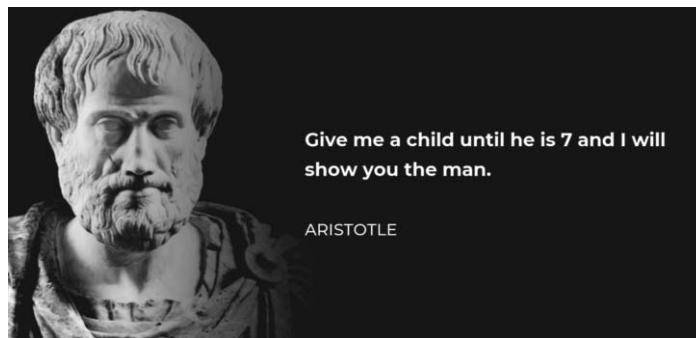 Give me a child until he is 7 and I will
show you the man.
ARISTOTLE